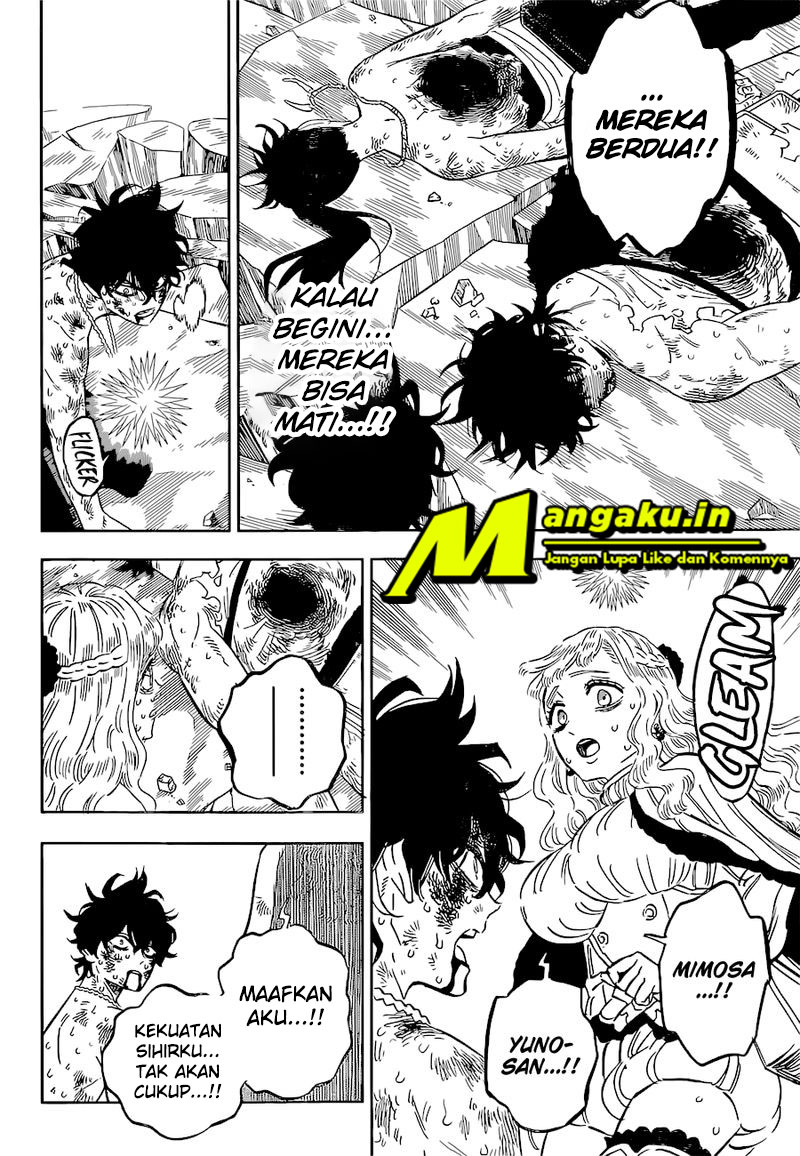 ...
MEREKA
BERDUA!!
KALAU
BEGINI...
MEREKA
BISA
MATI...!!
FLICKER
Mangaku.in
Jangan Lupa Like dan Komennya
GLEAM
MIMOSA
...!!
YUNO-
SAN...!!
MAAFKAN
AKU...!!
KEKUATAN
SIHIRKU...
TAK AKAN
CUKUP...!!